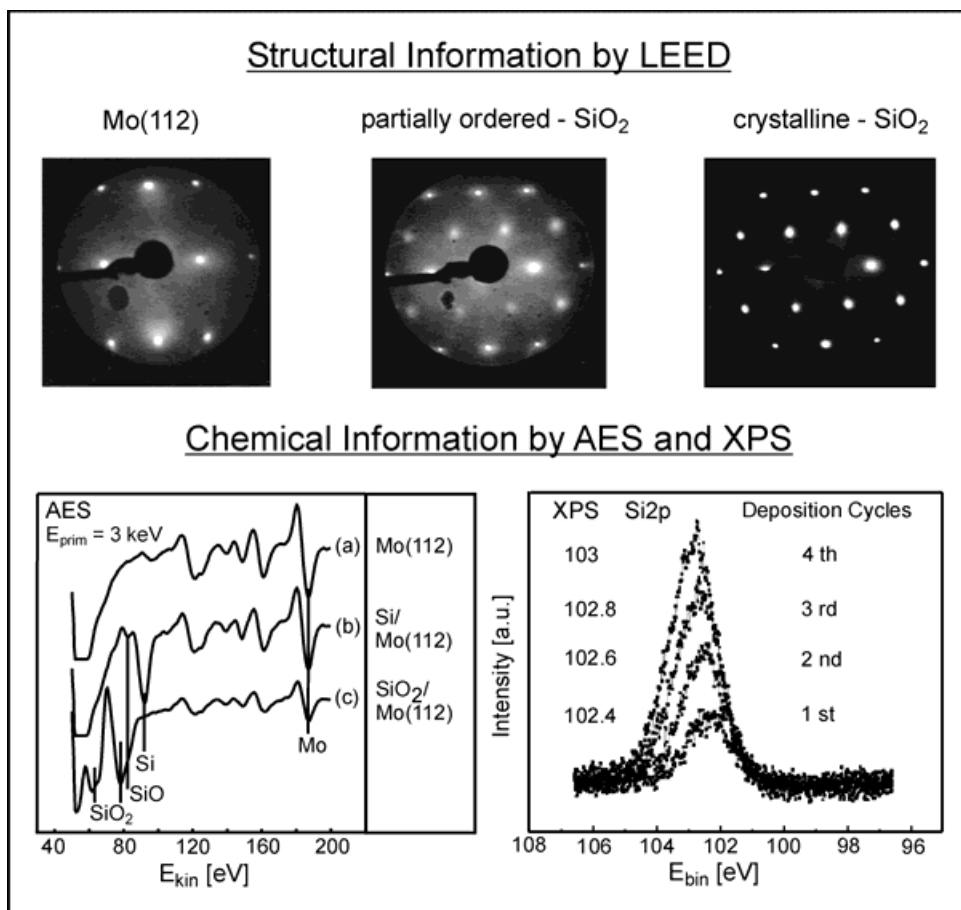 Structural Information by LEED
Mo(112)
partially ordered - SiO₂
crystalline - SiO₂
Chemical Information by AES and XPS
AES
E_prim = 3 keV
(a)
Mo(112)
(b)
Si/
Mo(112)
(c)
SiO₂/
Mo(112)
Si
Mo
SiO
SiO₂
40 80 120 160 200
E_kin [eV]
XPS Si2p Deposition Cycles
103 4 th
102.8 3 rd
102.6 2 nd
102.4 1 st
Intensity [a.u.]
108 106 104 102 100 98 96
E_bin [eV]